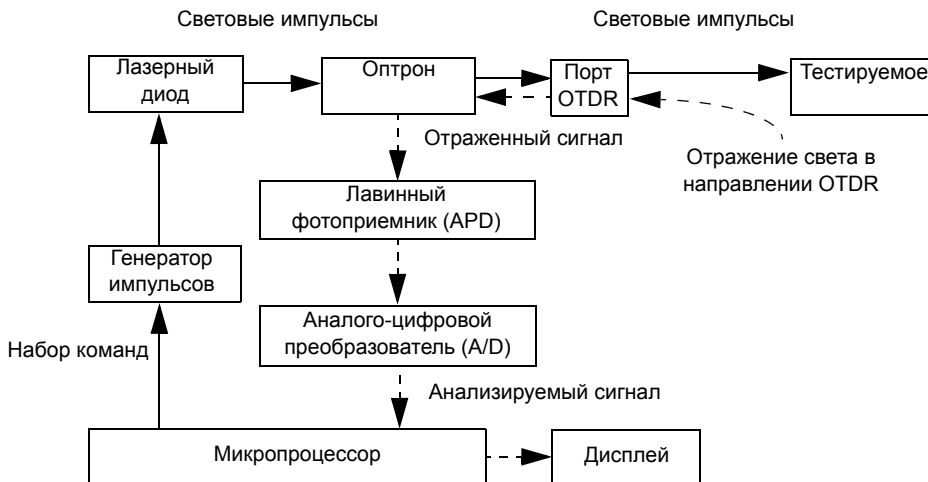 Световые импульсы
Световые импульсы
Лазерный
диод
Оптрон
Порт
OTDR
Тестируемое
Отраженный сигнал
Отражение света в
направлении OTDR
Лавинный
фотоприемник (APD)
Генератор
импульсов
Аналого-цифровой
преобразователь (A/D)
Набор команд
Анализируемый сигнал
Микропроцессор
Дисплей